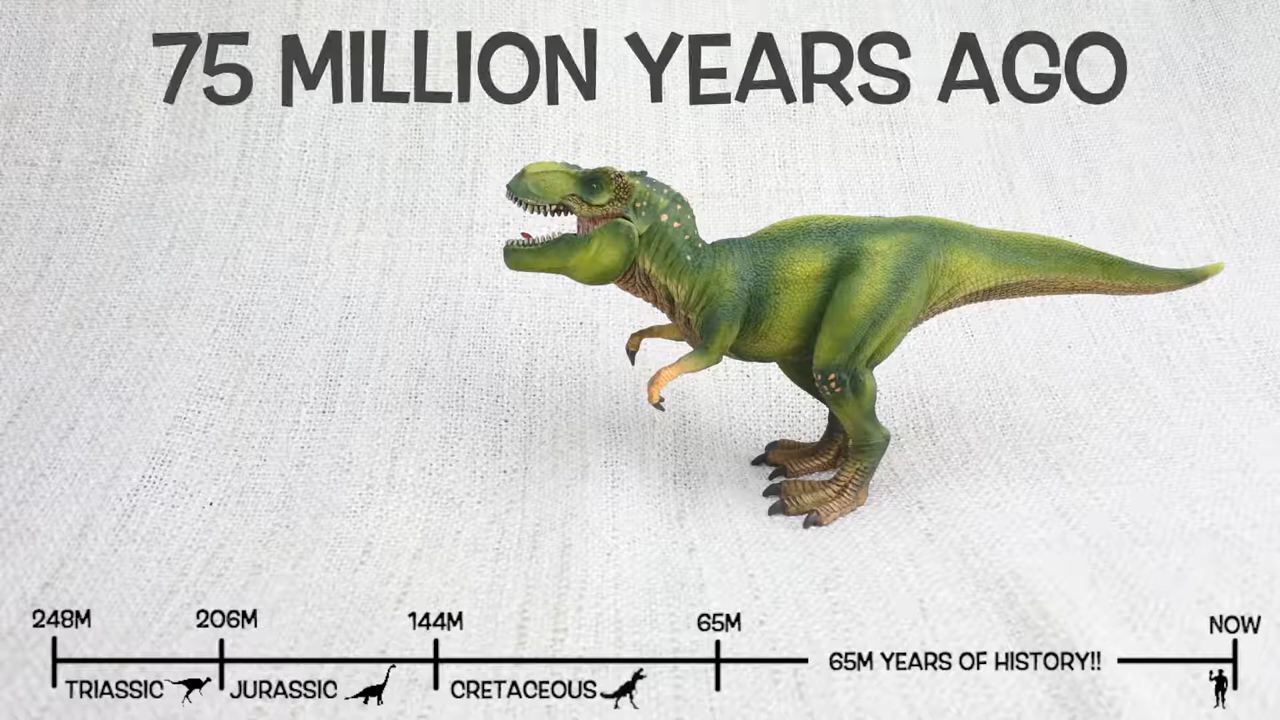 75 MILLION YEARS AGO
248M 206M 144M 65M NOW
65M YEARS OF HISTORY!!
TRIASSIC JURASSIC CRETACEOUS